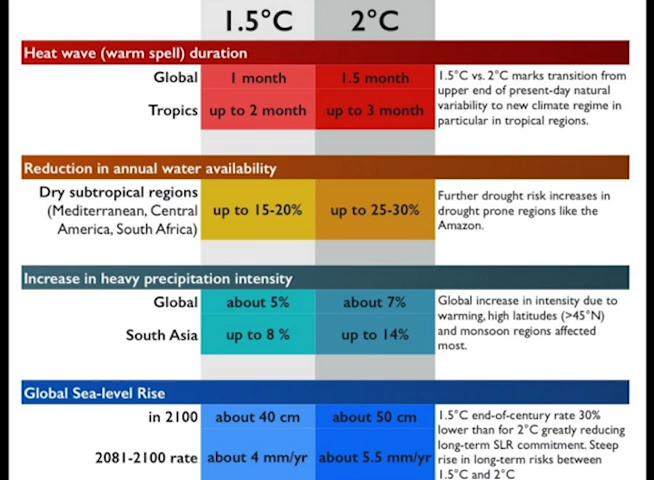 1.5°C 2°C
Heat wave (warm spell) duration
Global 1 month 1.5 month
Tropics up to 2 month up to 3 month
1.5°C vs. 2°C marks transition from
upper end of present-day natural
variability to new climate regime in
particular in tropical regions.
Reduction in annual water availability
Dry subtropical regions
(Mediterranean, Central
America, South Africa)
up to 15-20% up to 25-30%
Further drought risk increases in
drought prone regions like the
Amazon.
Increase in heavy precipitation intensity
Global about 5% about 7%
South Asia up to 8 % up to 14%
Global increase in intensity due to
warming, high latitudes (>45°N)
and monsoon regions affected
most.
Global Sea-level Rise
in 2100 about 40 cm about 50 cm
2081-2100 rate about 4 mm/yr about 5.5 mm/yr
1.5°C end-of-century rate 30%
lower than for 2°C greatly reducing
long-term SLR commitment. Steep
rise in long-term risks between
1.5°C and 2°C